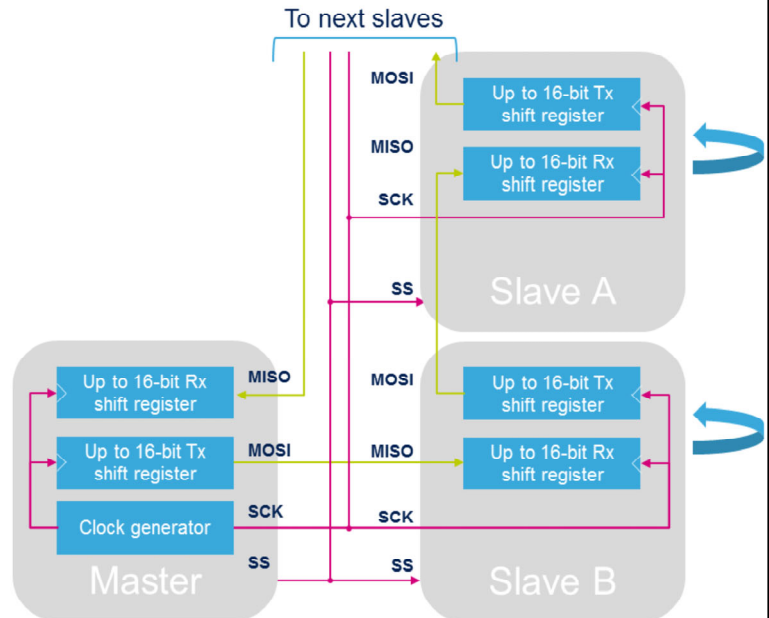 To next slaves
MOSI
Up to 16-bit Tx
shift register
MISO
Up to 16-bit Rx
shift register
SCK
SS
Slave A
Up to 16-bit Rx
shift register
MISO
Up to 16-bit Tx
shift register
MOSI
Clock generator
SCK
SS
Master
MOSI
Up to 16-bit Tx
shift register
MISO
Up to 16-bit Rx
shift register
SCK
SS
Slave B